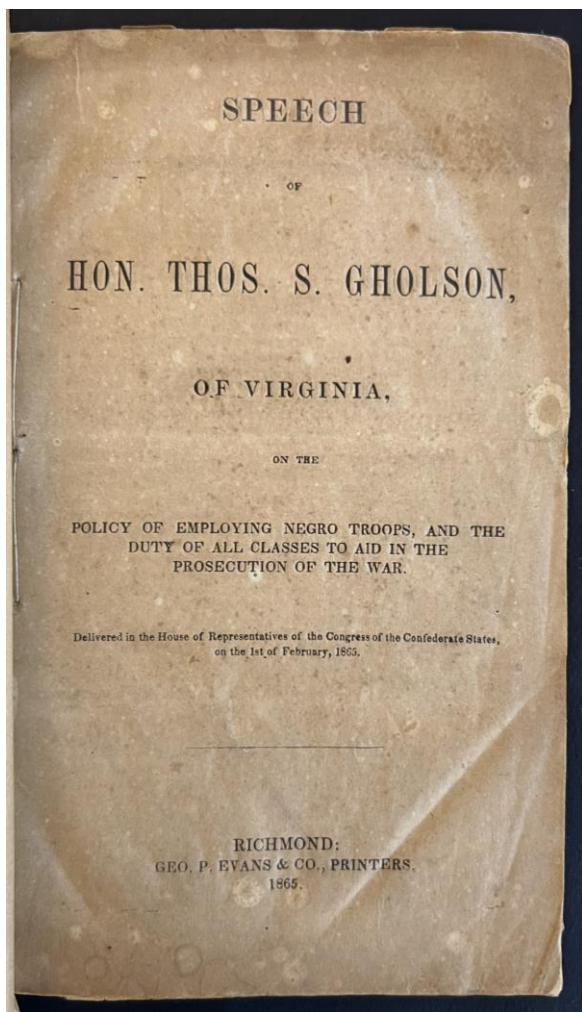 SPEECH
OF
HON. THOS. S. GHOLSON,
OF VIRGINIA,
ON THE
POLICY OF EMPLOYING NEGRO TROOPS, AND THE
DUTY OF ALL CLASSES TO AID IN THE
PROSECUTION OF THE WAR.
Delivered in the House of Representatives of the Congress of the Confederate States,
on the 1st of February, 1865.
RICHMOND:
GEO. P. EVANS & CO., PRINTERS.
1865.